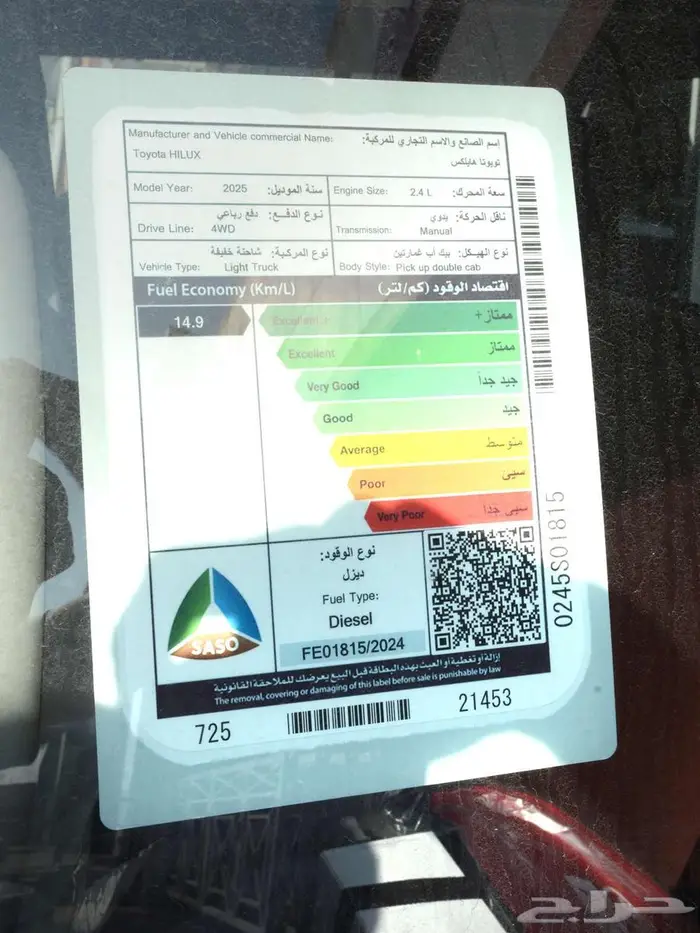 Manufacturer and Vehicle commercial Name: اسم الصانع والاسم التجاري للمركبة:
Toyota HILUX تويوتا هايلكس
Model Year: 2025 سنة الموديل: Engine Size: 2.4 L سعة المحرك:
نوع الدفـــع: دفع رباعي ناقل الحركة: يدوي
Drive Line: 4WD Transmission: Manual
نوع المركبة: شاحنة خفيفة نوع الهيكل: بيك أب غمارتين
Vehicle Type: Light Truck Body Style: Pick up double cab
Fuel Economy (Km/L) اقتصاد الوقود (كم/لتر)
14.9 Excellent + ممتاز+
Excellent ممتاز
Very Good جيد جداً
Good جيد
Average متوسط
Poor سيئ
Very Poor سيئ جدا
نوع الوقود:
ديزل
Fuel Type:
Diesel
FE01815/2024
SASO
0245S01815
إزالة أو تغطية أو العبث بهذه البطاقة قبل البيع يعرضك للملاحقة القانونية
The removal, covering or damaging of this label before sale is punishable by law
725 21453
حراج